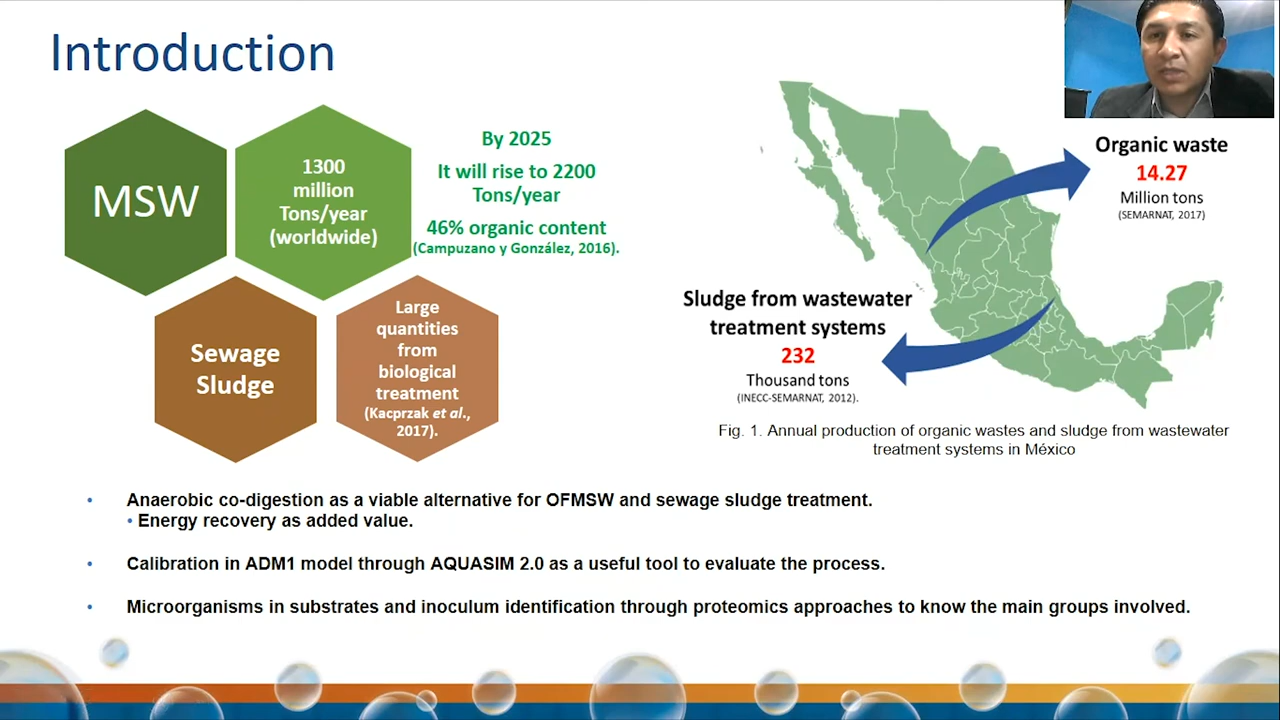 Introduction
MSW
1300
million
Tons/year
(worldwide)
By 2025
It will rise to 2200
Tons/year
46% organic content
(Campuzano y González, 2016).
Sewage
Sludge
Large
quantities
from
biological
treatment
(Kacprzak et al.,
2017).
Organic waste
14.27
Million tons
(SEMARNAT, 2017)
Sludge from wastewater
treatment systems
232
Thousand tons
(INECC-SEMARNAT, 2012).
Fig. 1. Annual production of organic wastes and sludge from wastewater
treatment systems in México
• Anaerobic co-digestion as a viable alternative for OFMSW and sewage sludge treatment.
• Energy recovery as added value.
• Calibration in ADM1 model through AQUASIM 2.0 as a useful tool to evaluate the process.
• Microorganisms in substrates and inoculum identification through proteomics approaches to know the main groups involved.